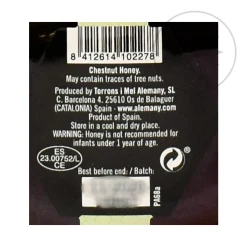 8 412614 102278
Chestnut Honey.
May contain traces of tree nuts.
Produced by Torrons i Mel Alemany, SL
C. Barcelona 4. 25610 Os de Balaguer
(CATALONIA) Spain · www.alemany.com
Product of Spain.
Store in a cool and dry place.
WARNING: Honey is not recommended for
infants under 1 year of age.
ES
23.00752/L
CE
Best before end: / Batch:
PA68a